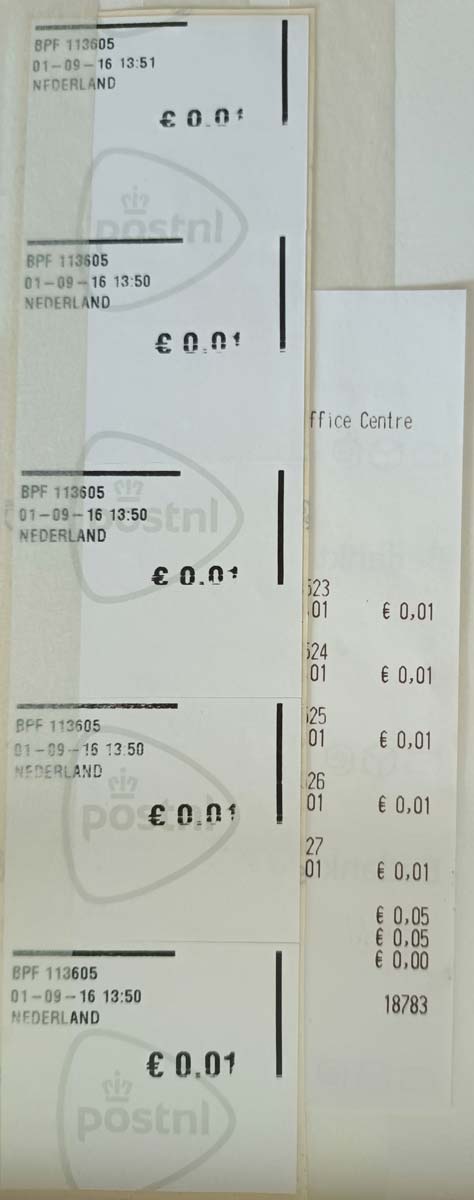 BPF 113605
01-09-16 13:51
NEDERLAND
€ 0.01
postnl
BPF 113605
01-09-16 13:50
NEDERLAND
€ 0.01
BPF 113605
01-09-16 13:50
NEDERLAND
postnl
€ 0.01
BPF 113605
01-09-16 13:50
NEDERLAND
€ 0.01
postnl
BPF 113605
01-09-16 13:50
NEDERLAND
€ 0.01
postnl
ffice Centre
523
01 € 0,01
524
01 € 0,01
525
01 € 0,01
26
01 € 0,01
27
01 € 0,01
€ 0,05
€ 0,05
€ 0,00
18783